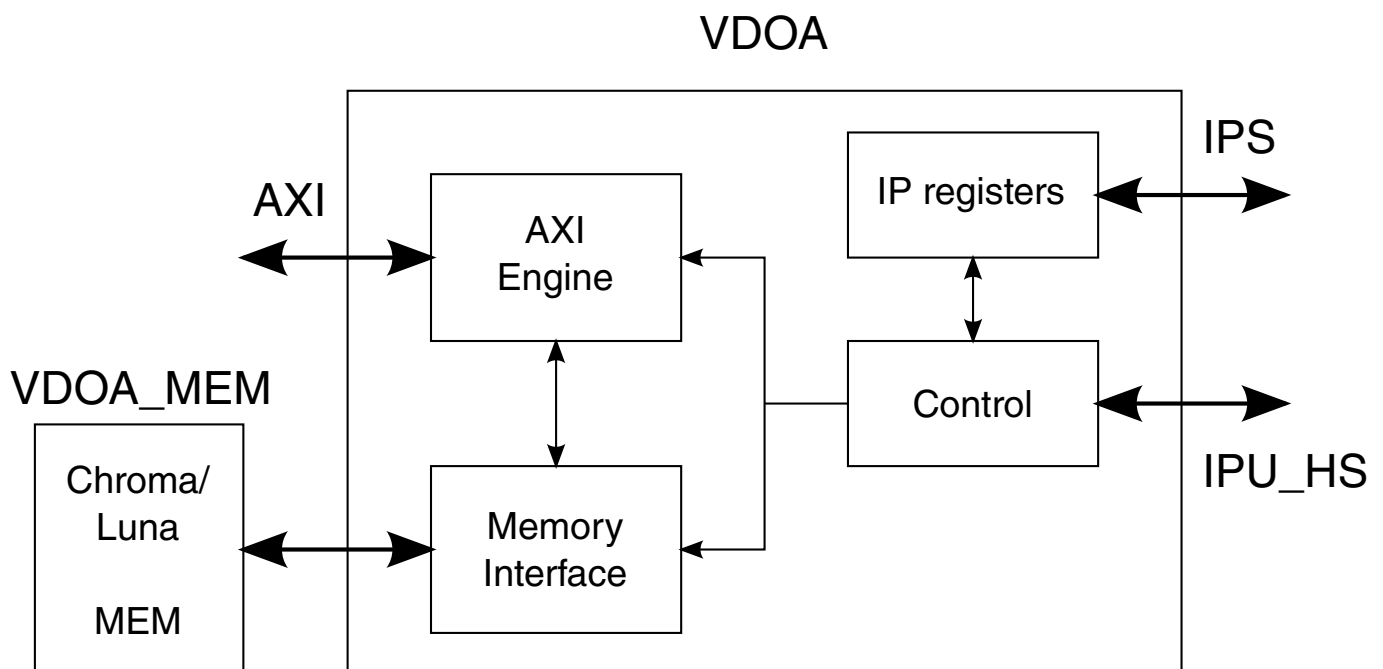 VDOA
IPS
IP registers
AXI
AXI
Engine
VDOA_MEM
Control
Chroma/
Luna
MEM
IPU_HS
Memory
Interface